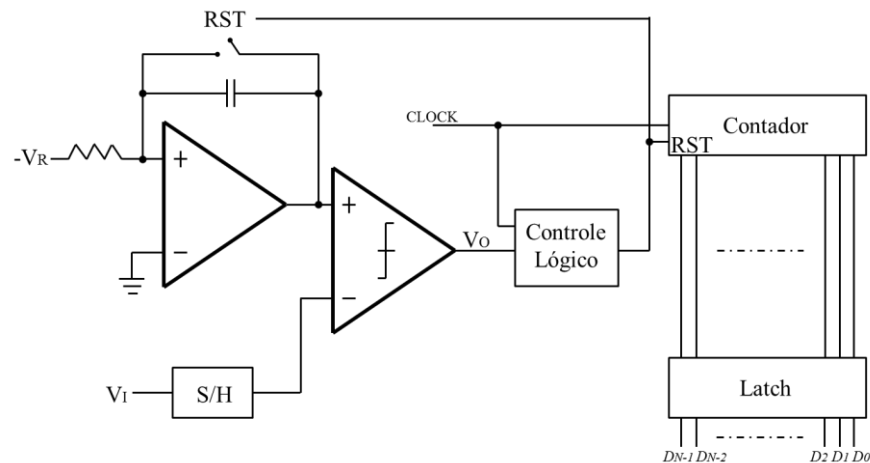 RST
CLOCK
Contador
RST
-VR
+
−
+
−
VO
Controle
Lógico
VI
S/H
Latch
DN-1 DN-2
D2 D1 D0